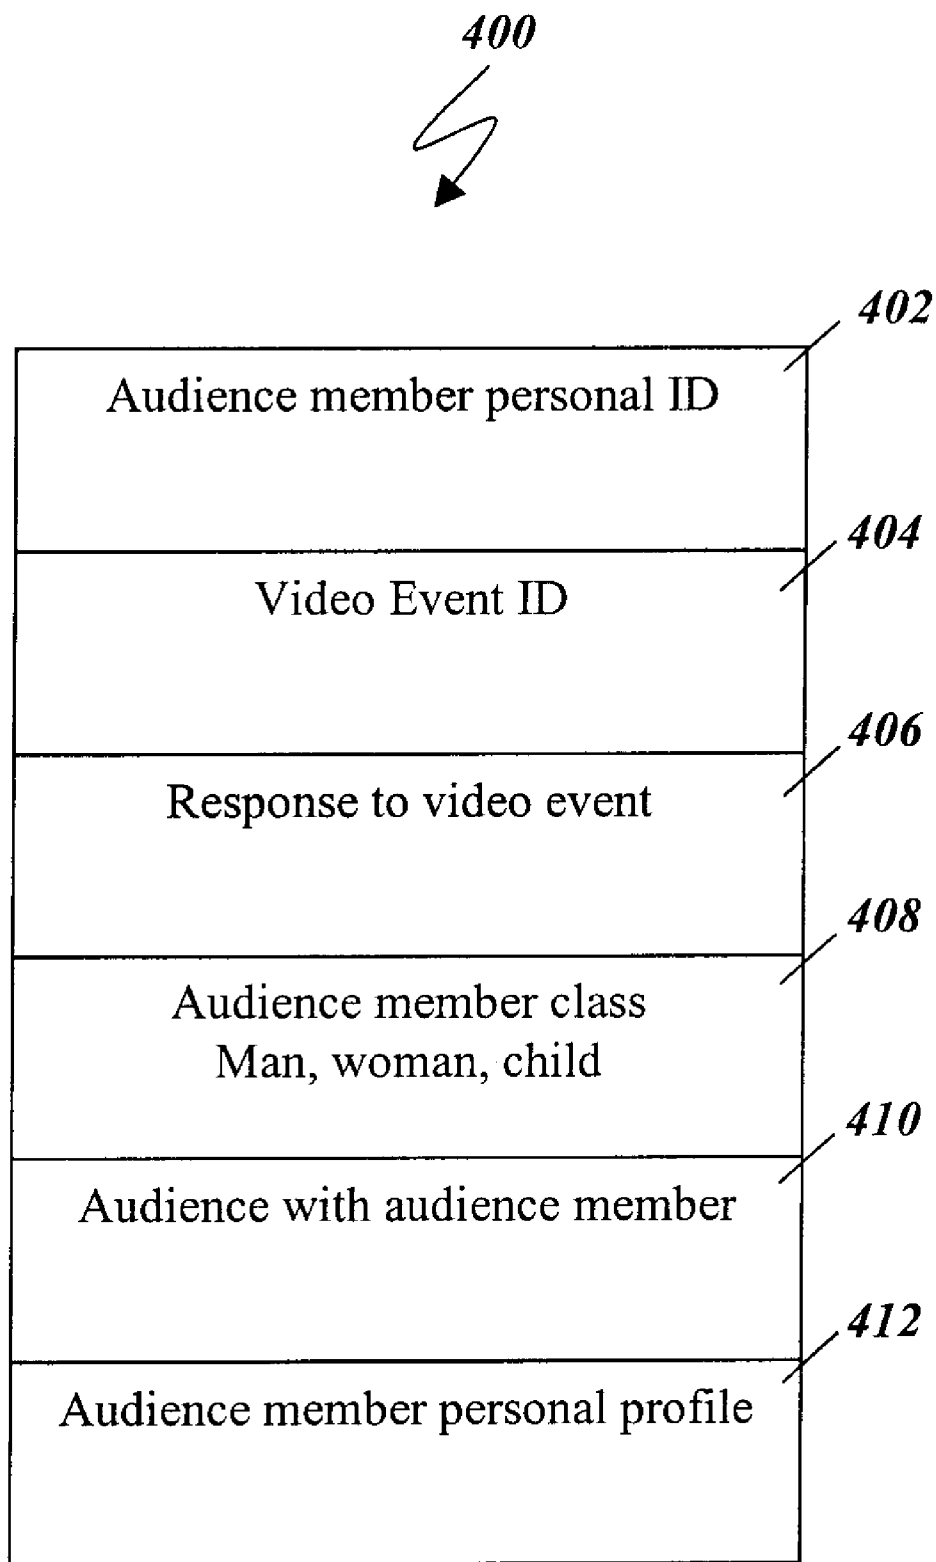 400
402
Audience member personal ID
404
Video Event ID
406
Response to video event
408
Audience member class
Man, woman, child
410
Audience with audience member
412
Audience member personal profile